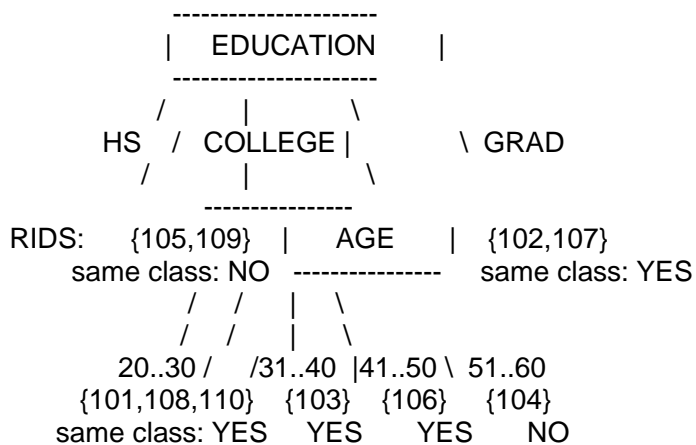 ----------------------
| EDUCATION |
----------------------
/ | \
HS / COLLEGE | \ GRAD
/ | \
----------------
RIDS: {105,109} | AGE | {102,107}
same class: NO ---------------- same class: YES
/ / | \
/ / | \
20..30 / /31..40 |41..50 \ 51..60
{101,108,110} {103} {106} {104}
same class: YES YES YES NO